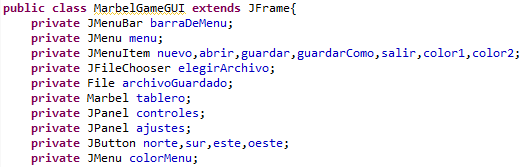 public class MarbelGameGUI extends JFrame{
private JMenuBar barraDeMenu;
private JMenu menu;
private JMenuItem nuevo,abrir,guardar,guardarComo,salir,color1,color2;
private JFileChooser elegirArchivo;
private File archivoGuardado;
private Marbel tablero;
private JPanel controles;
private JPanel ajustes;
private JButton norte,sur,este,oeste;
private JMenu colorMenu;